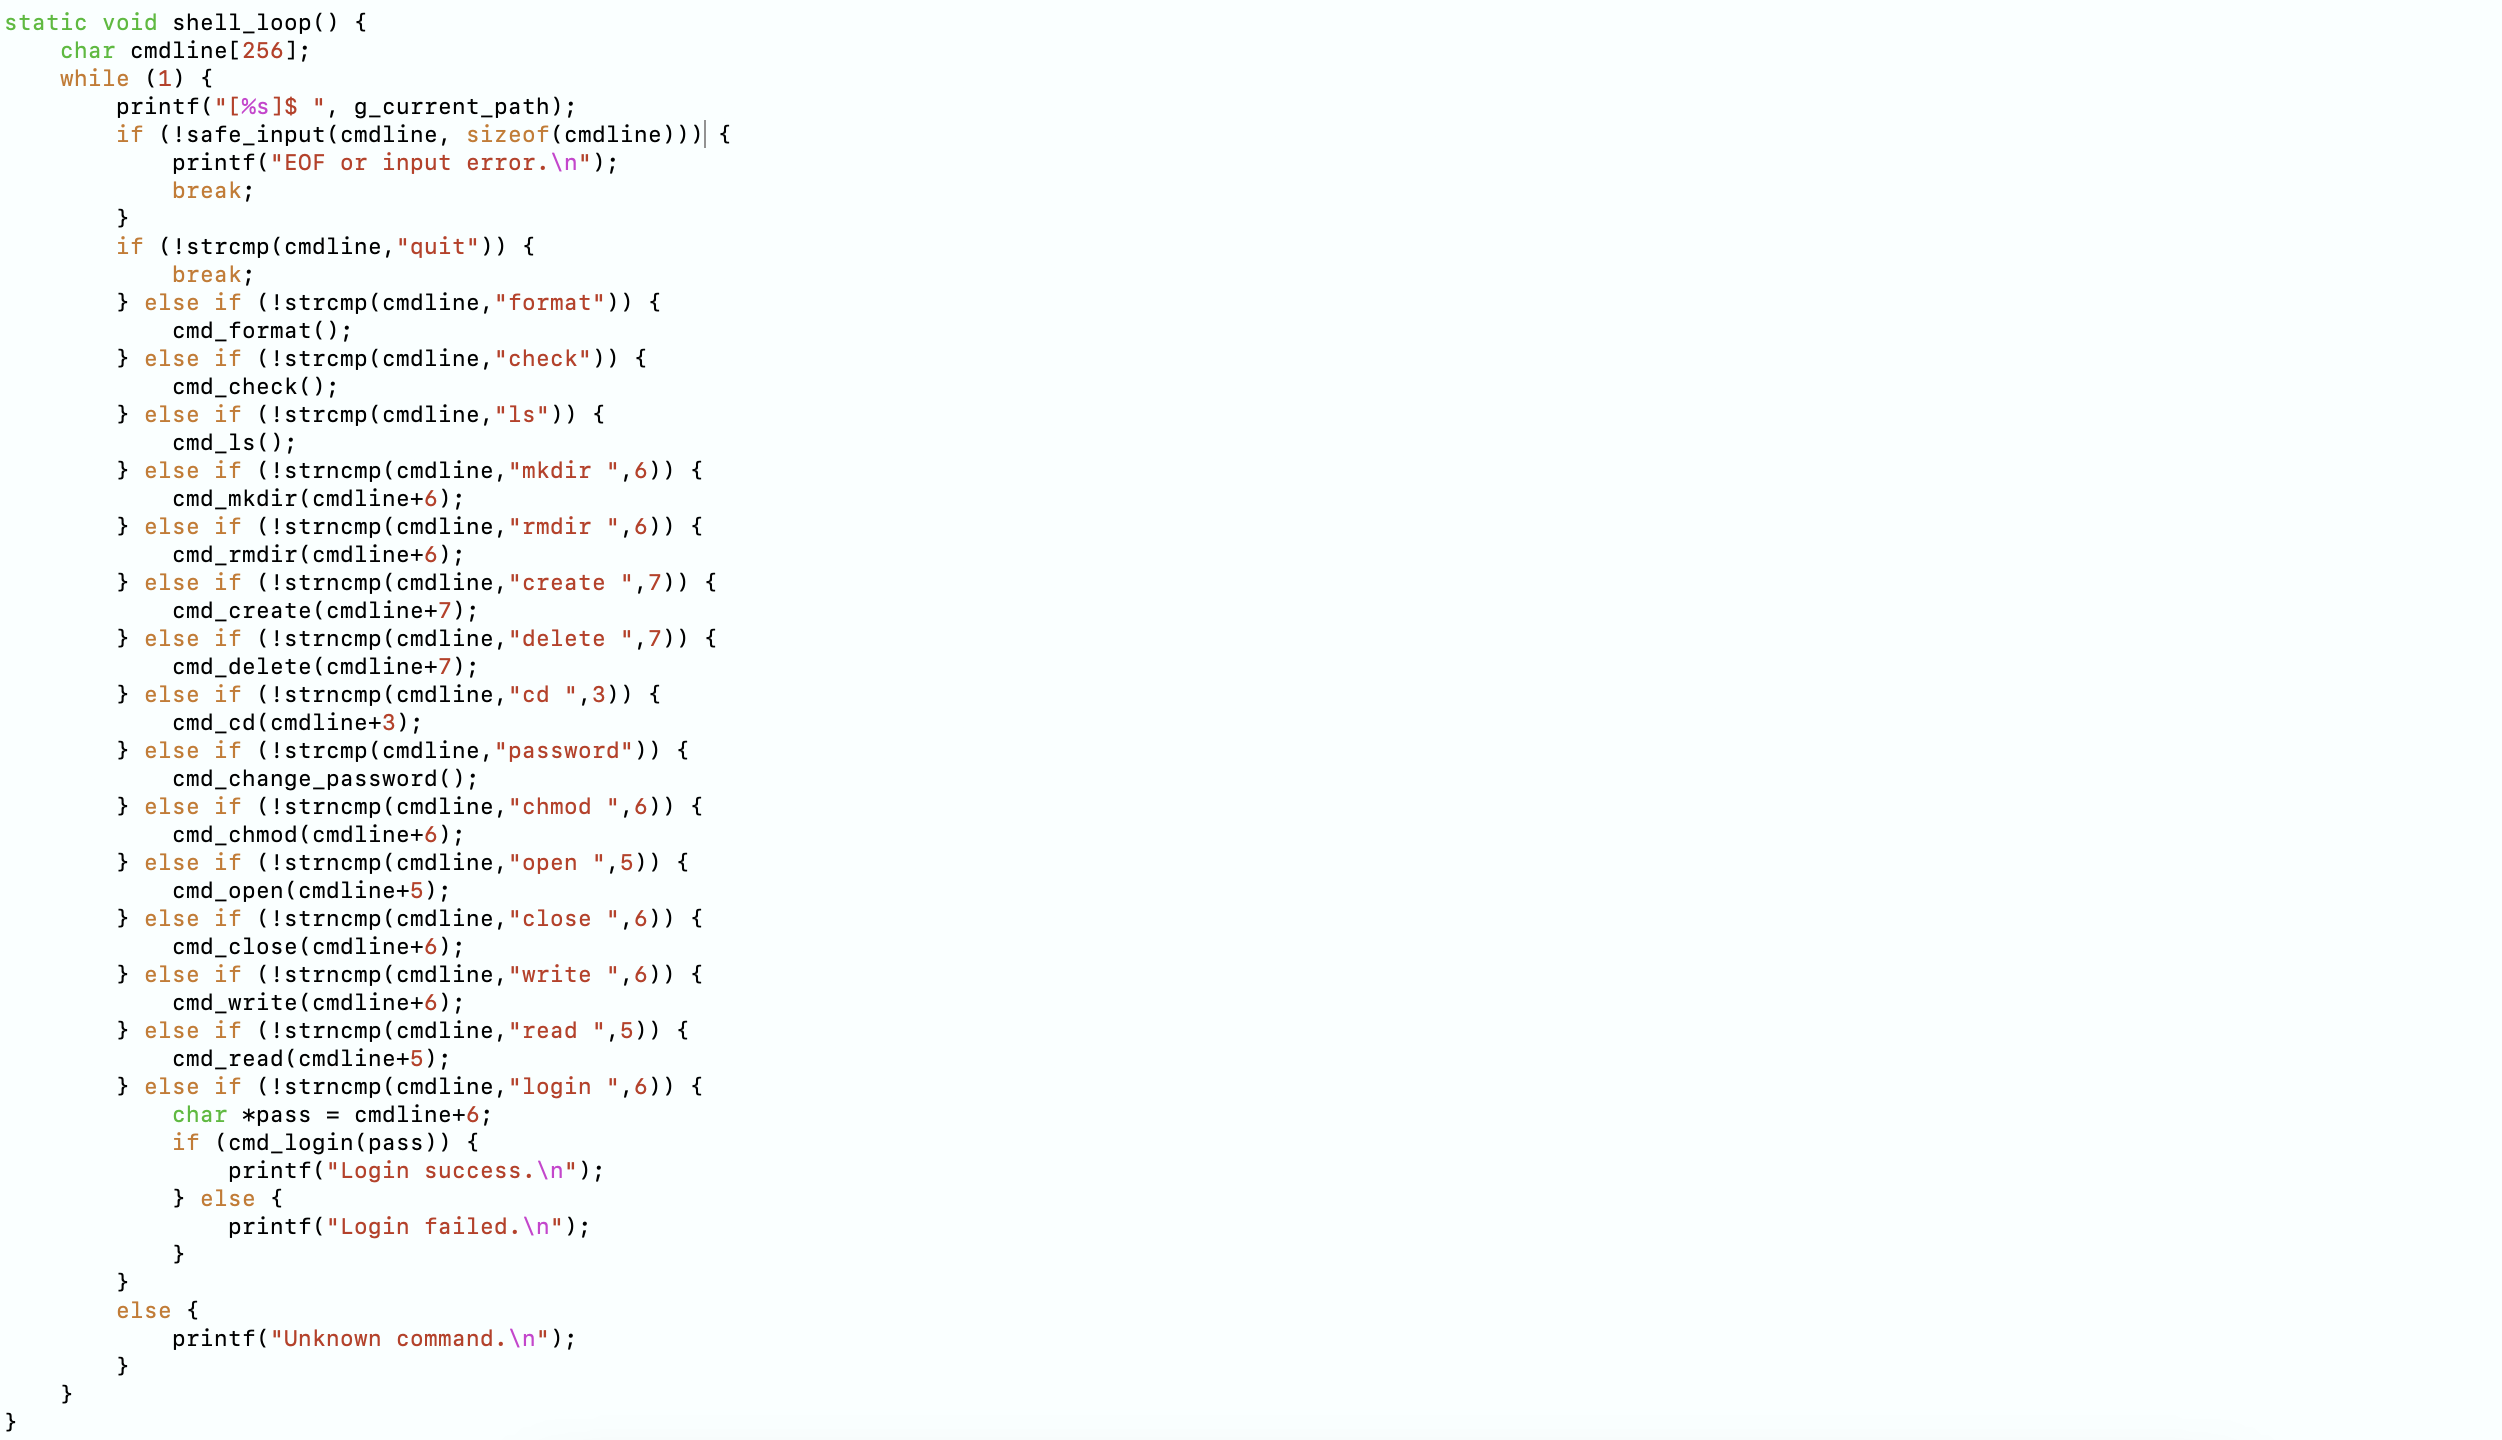 static void shell_loop() {
    char cmdline[256];
    while (1) {
        printf("[%s]$ ", g_current_path);
        if (!safe_input(cmdline, sizeof(cmdline))) {
            printf("EOF or input error.\n");
            break;
        }
        if (!strcmp(cmdline,"quit")) {
            break;
        } else if (!strcmp(cmdline,"format")) {
            cmd_format();
        } else if (!strcmp(cmdline,"check")) {
            cmd_check();
        } else if (!strcmp(cmdline,"ls")) {
            cmd_ls();
        } else if (!strncmp(cmdline,"mkdir ",6)) {
            cmd_mkdir(cmdline+6);
        } else if (!strncmp(cmdline,"rmdir ",6)) {
            cmd_rmdir(cmdline+6);
        } else if (!strncmp(cmdline,"create ",7)) {
            cmd_create(cmdline+7);
        } else if (!strncmp(cmdline,"delete ",7)) {
            cmd_delete(cmdline+7);
        } else if (!strncmp(cmdline,"cd ",3)) {
            cmd_cd(cmdline+3);
        } else if (!strcmp(cmdline,"password")) {
            cmd_change_password();
        } else if (!strncmp(cmdline,"chmod ",6)) {
            cmd_chmod(cmdline+6);
        } else if (!strncmp(cmdline,"open ",5)) {
            cmd_open(cmdline+5);
        } else if (!strncmp(cmdline,"close ",6)) {
            cmd_close(cmdline+6);
        } else if (!strncmp(cmdline,"write ",6)) {
            cmd_write(cmdline+6);
        } else if (!strncmp(cmdline,"read ",5)) {
            cmd_read(cmdline+5);
        } else if (!strncmp(cmdline,"login ",6)) {
            char *pass = cmdline+6;
            if (cmd_login(pass)) {
                printf("Login success.\n");
            } else {
                printf("Login failed.\n");
            }
        }
        else {
            printf("Unknown command.\n");
        }
    }
}